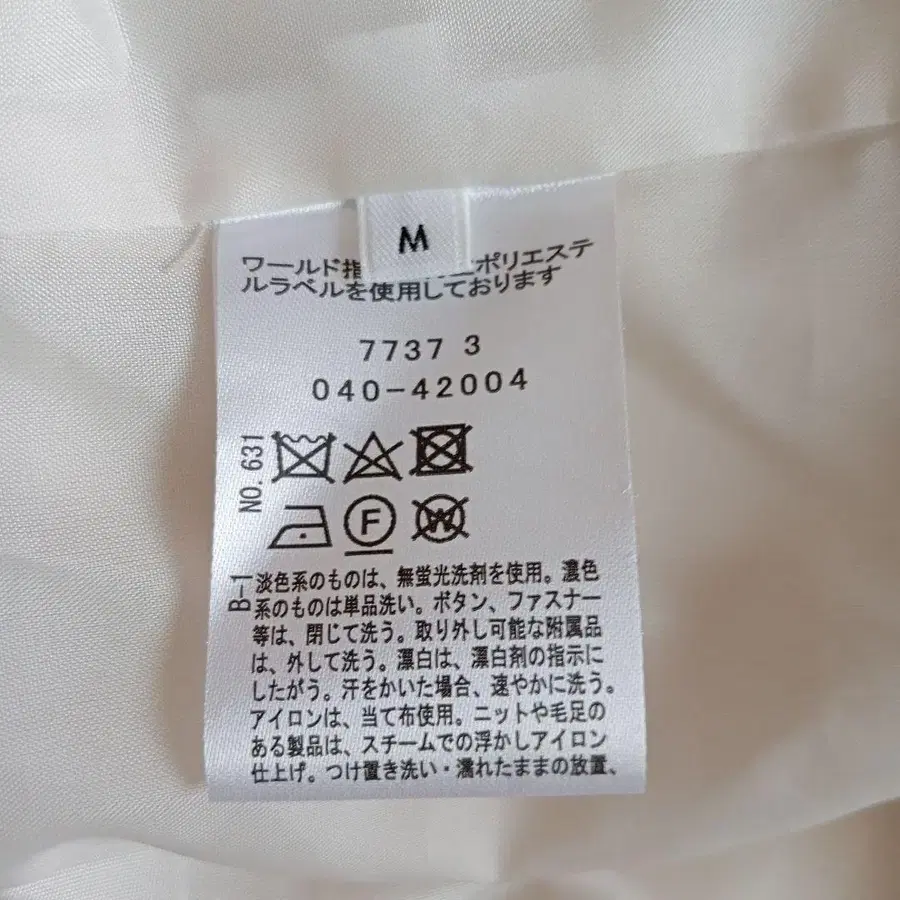 M
ワールド指 ポリエステ
ルラベルを使用しております
7737 3
040-42004
NO. 631
F
W
B-1
淡色系のものは、無蛍光洗剤を使用。濃色
系のものは単品洗い。ボタン、ファスナー
等は、閉じて洗う。取り外し可能な附属品
は、外して洗う。漂白は、漂白剤の指示に
したがう。汗をかいた場合、速やかに洗う。
アイロンは、当て布使用。ニットや毛足の
ある製品は、スチームでの浮かしアイロン
仕上げ。つけ置き洗い・濡れたままの放置、